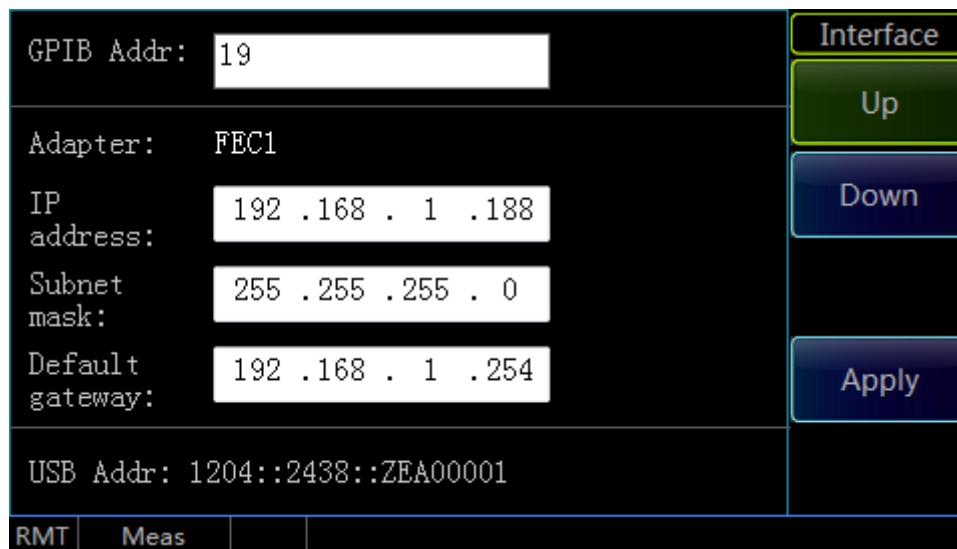 GPIB Addr: 19
Adapter: FEC1
IP
address: 192 .168 . 1 .188
Subnet
mask: 255 .255 .255 . 0
Default
gateway: 192 .168 . 1 .254
USB Addr: 1204::2438::ZEA00001
Interface
Up
Down
Apply
RMT Meas